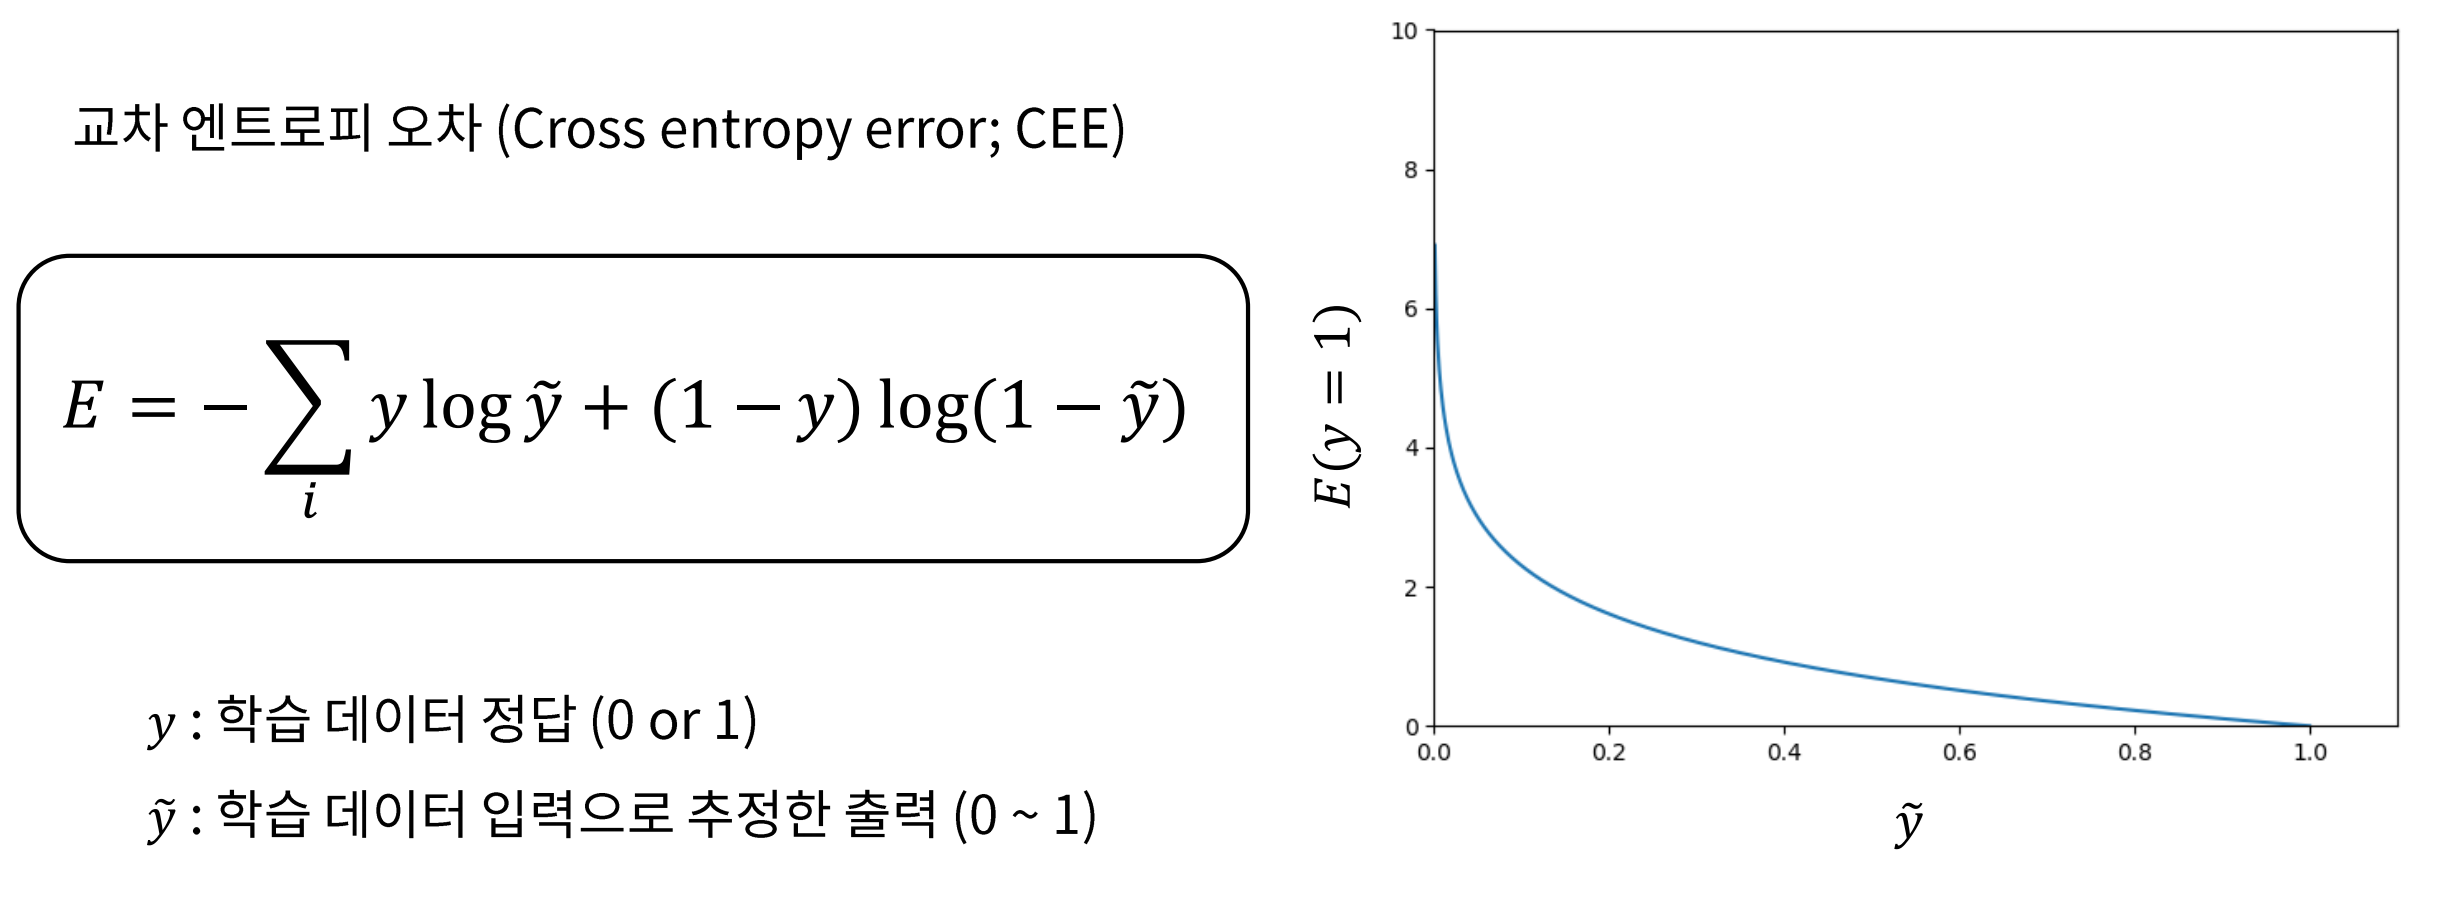 교차 엔트로피 오차 (Cross entropy error; CEE)
E = − ∑ y log ỹ + (1 − y) log(1 − ỹ)
i
y : 학습 데이터 정답 (0 or 1)
ỹ : 학습 데이터 입력으로 추정한 출력 (0 ~ 1)
E(y = 1)
10
8
6
4
2
0
0.0 0.2 0.4 0.6 0.8 1.0
ỹ